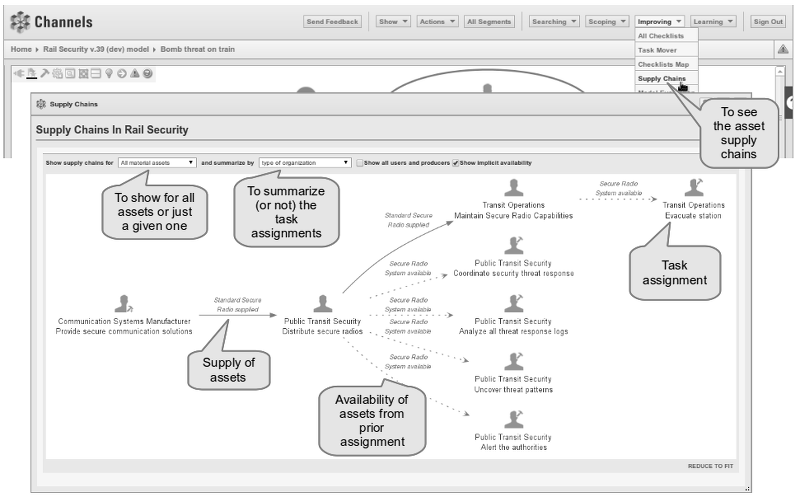 Channels
Send Feedback
Show
Actions
All Segments
Searching
Scoping
Improving
Learning
Sign Out
Home
Rail Security v.39 (dev) model
Bomb threat on train
All Checklists
Task Mover
Checklists Map
Supply Chains
To see
the asset
supply
chains
Supply Chains
Supply Chains In Rail Security
Show supply chains for
All material assets
and summarize by
type of organization
Show all users and producers
Show implicit availability
To show for all
assets or just
a given one
To summarize
(or not) the
task
assignments
Transit Operations
Maintain Secure Radio Capabilities
Secure Radio
System available
Transit Operations
Evacuate station
Standard Secure
Radio supplied
Task
assignment
Secure Radio
System available
Public Transit Security
Coordinate security threat response
Communication Systems Manufacturer
Provide secure communication solutions
Standard Secure
Radio supplied
Public Transit Security
Distribute secure radios
Secure Radio
System available
Public Transit Security
Analyze all threat response logs
Secure Radio
System available
Supply of
assets
Secure Radio
System available
Public Transit Security
Uncover threat patterns
Availability of
assets from
prior
assignment
Public Transit Security
Alert the authorities
REDUCE TO FIT